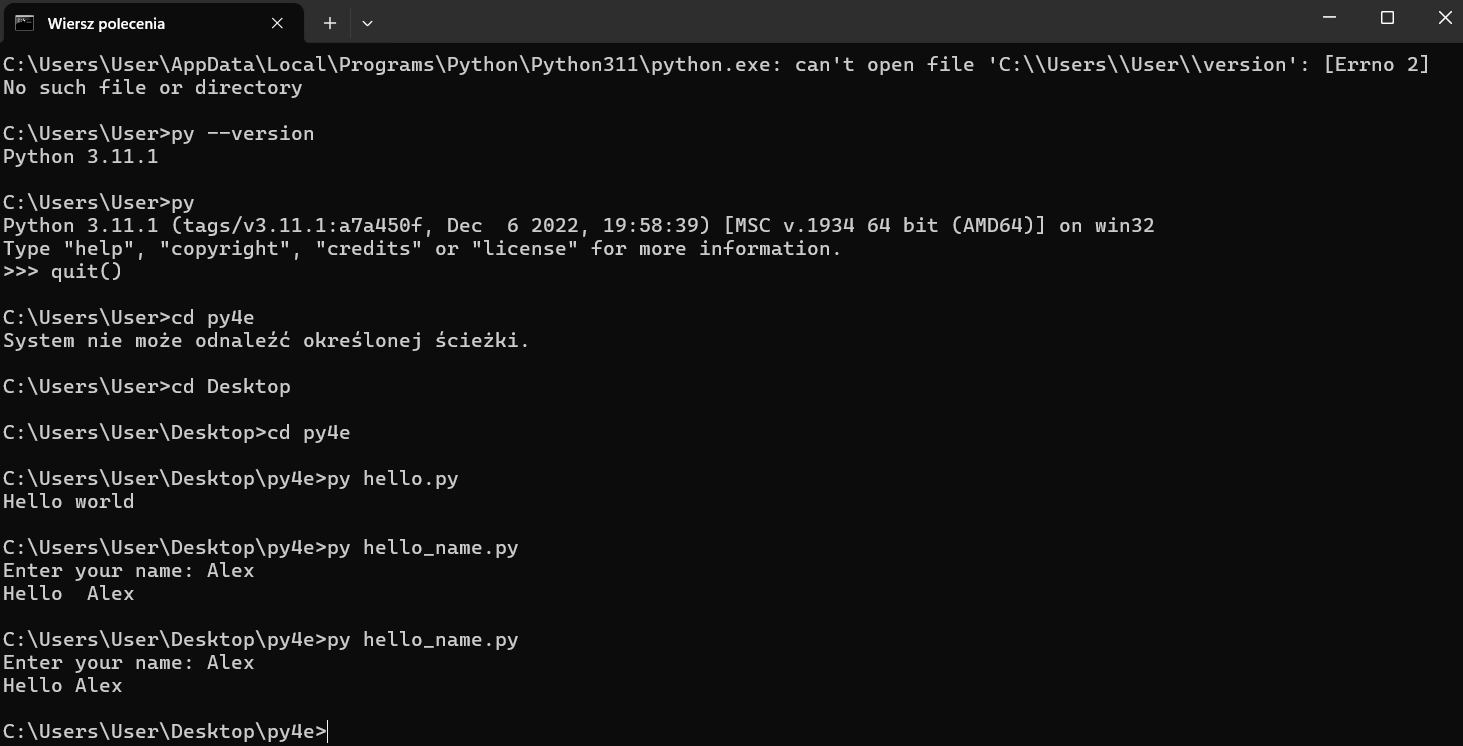 Wiersz polecenia
C:\Users\User\AppData\Local\Programs\Python\Python311\python.exe: can't open file 'C:\\Users\\User\\version': [Errno 2]
No such file or directory
C:\Users\User>py --version
Python 3.11.1
C:\Users\User>py
Python 3.11.1 (tags/v3.11.1:a7a450f, Dec  6 2022, 19:58:39) [MSC v.1934 64 bit (AMD64)] on win32
Type "help", "copyright", "credits" or "license" for more information.
>>> quit()
C:\Users\User>cd py4e
System nie może odnaleźć określonej ścieżki.
C:\Users\User>cd Desktop
C:\Users\User\Desktop>cd py4e
C:\Users\User\Desktop\py4e>py hello.py
Hello world
C:\Users\User\Desktop\py4e>py hello_name.py
Enter your name: Alex
Hello  Alex
C:\Users\User\Desktop\py4e>py hello_name.py
Enter your name: Alex
Hello Alex
C:\Users\User\Desktop\py4e>